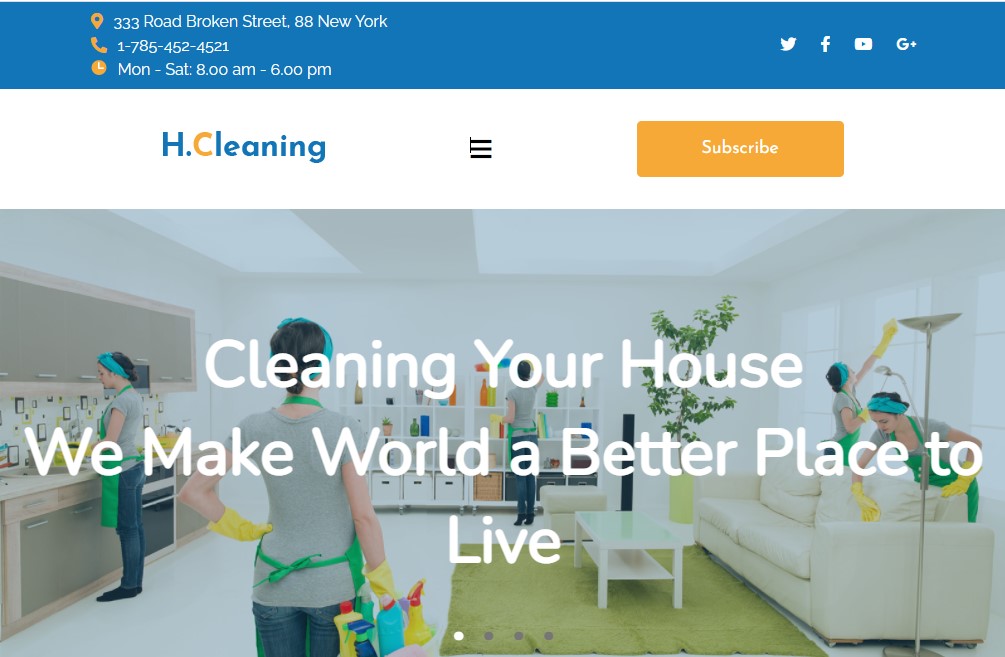 333 Road Broken Street, 88 New York
1-785-452-4521
Mon - Sat: 8.00 am - 6.00 pm
H.Cleaning
Subscribe
Cleaning Your House
We Make World a Better Place to
Live